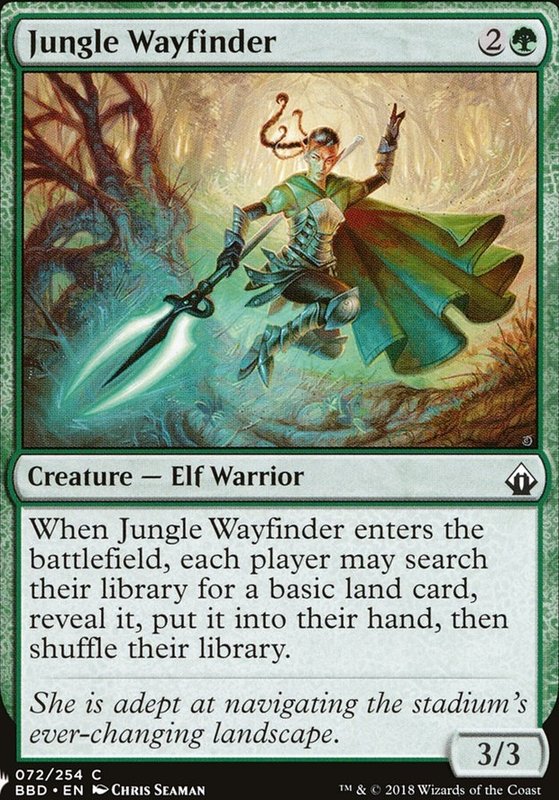 Jungle Wayfinder 2
Creature — Elf Warrior
When Jungle Wayfinder enters the
battlefield, each player may search
their library for a basic land card,
reveal it, put it into their hand, then
shuffle their library.
She is adept at navigating the stadium's
ever-changing landscape.
3/3
072/254 C
BBD • EN Chris Seaman
™ & © 2018 Wizards of the Coast